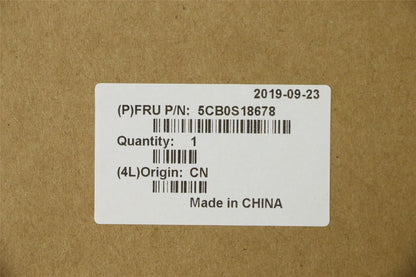 2019-09-23
(P)FRU P/N: 5CB0S18678
Quantity: 1
(4L)Origin: CN
Made in CHINA